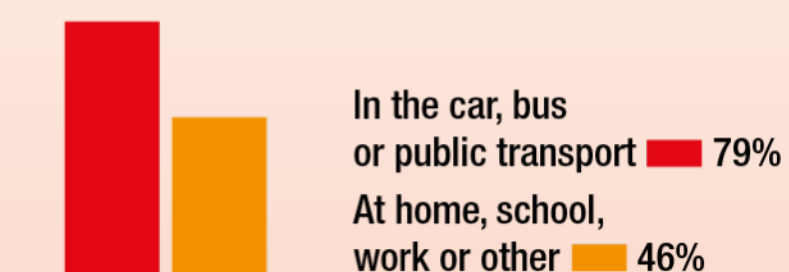 In the car, bus
or public transport 79%
At home, school,
work or other 46%